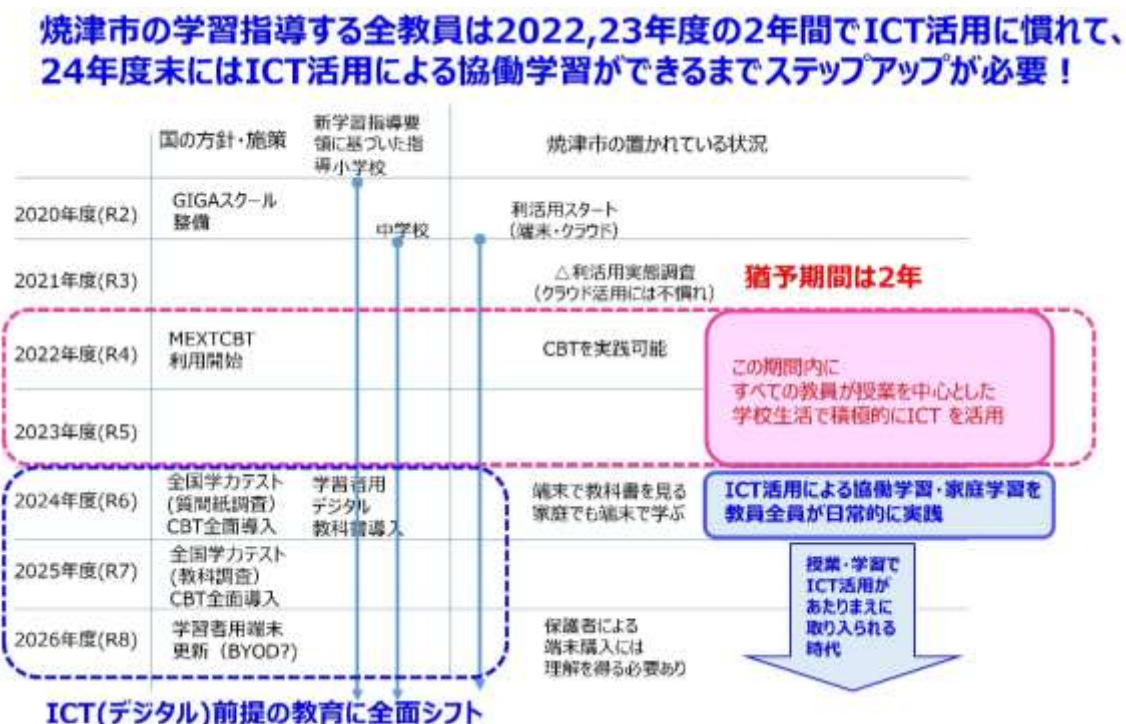 焼津市の学習指導する全教員は2022,23年度の2年間でICT活用に慣れて、
24年度末にはICT活用による協働学習ができるまでステップアップが必要！
国の方針・施策
新学習指導要
領に基づいた指
導小学校
焼津市の置かれている状況
2020年度(R2)
GIGAスクール
整備
中学校
利活用スタート
（端末・クラウド）
2021年度(R3)
△利活用実態調査
（クラウド活用には不慣れ）
猶予期間は2年
2022年度(R4)
MEXTCBT
利用開始
CBTを実践可能
この期間内に
すべての教員が授業を中心とした
学校生活で積極的にICT を活用
2023年度(R5)
2024年度(R6)
全国学力テスト
(質問紙調査）
CBT全面導入
学習者用
デジタル
教科書導入
端末で教科書を見る
家庭でも端末で学ぶ
ICT活用による協働学習・家庭学習を
教員全員が日常的に実践
2025年度(R7)
全国学力テスト
(教科調査）
CBT全面導入
授業・学習で
ICT活用が
あたりまえに
取り入られる
時代
2026年度(R8)
学習者用端末
更新（BYOD?)
保護者による
端末購入には
理解を得る必要あり
ICT(デジタル)前提の教育に全面シフト